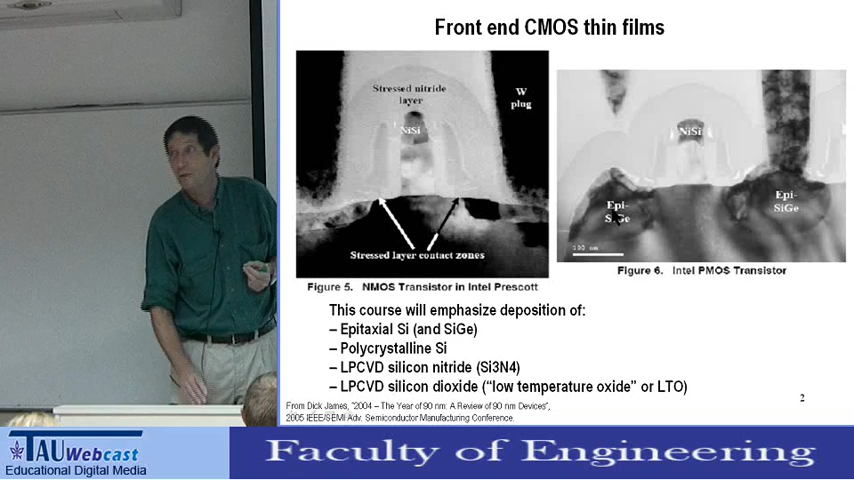 Front end CMOS thin films
Stressed nitride
layer
W
plug
NiSi
Stressed layer contact zones
Figure 5. NMOS Transistor in Intel Prescott
NiSi
Epi-
SiGe
Epi-
SiGe
100 nm
Figure 6. Intel PMOS Transistor
This course will emphasize deposition of:
– Epitaxial Si (and SiGe)
– Polycrystalline Si
– LPCVD silicon nitride (Si3N4)
– LPCVD silicon dioxide (“low temperature oxide” or LTO)
From Dick James, “2004 – The Year of 90 nm: A Review of 90 nm Devices”,
2005 IEEE/SEMI Adv. Semiconductor Manufacturing Conference.
2
TAU Webcast
Educational Digital Media
Faculty of Engineering